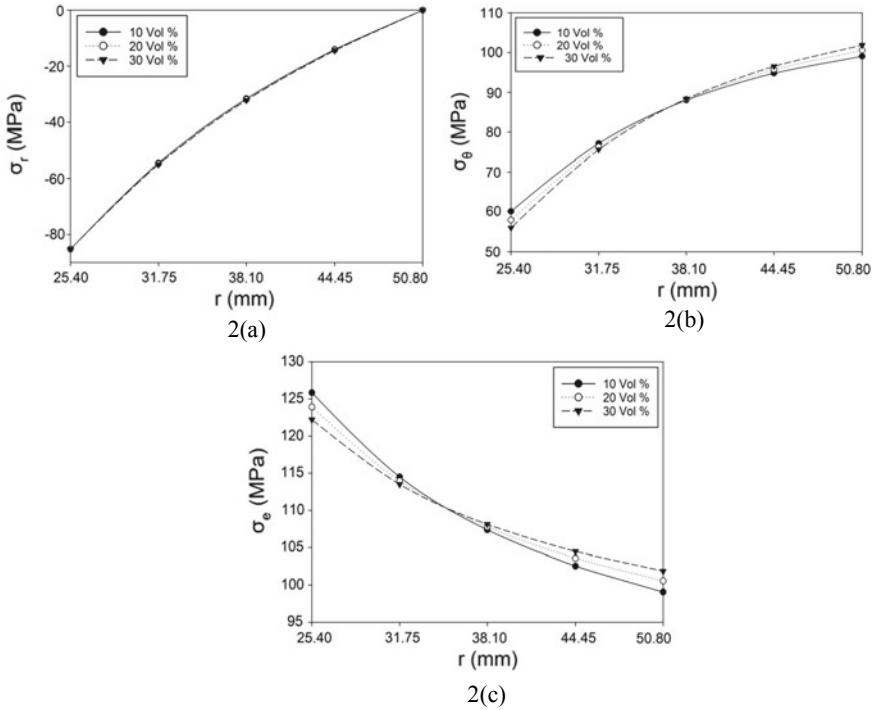 0
-20
-40
-60
-80
σr (MPa)
10 Vol %
20 Vol %
30 Vol %
25.40 31.75 38.10 44.45 50.80
r (mm)
2(a)
110
100
90
80
70
60
50
σθ (MPa)
10 Vol %
20 Vol %
30 Vol %
25.40 31.75 38.10 44.45 50.80
r (mm)
2(b)
130
125
120
115
110
105
100
95
σe (MPa)
10 Vol %
20 Vol %
30 Vol %
25.40 31.75 38.10 44.45 50.80
r (mm)
2(c)